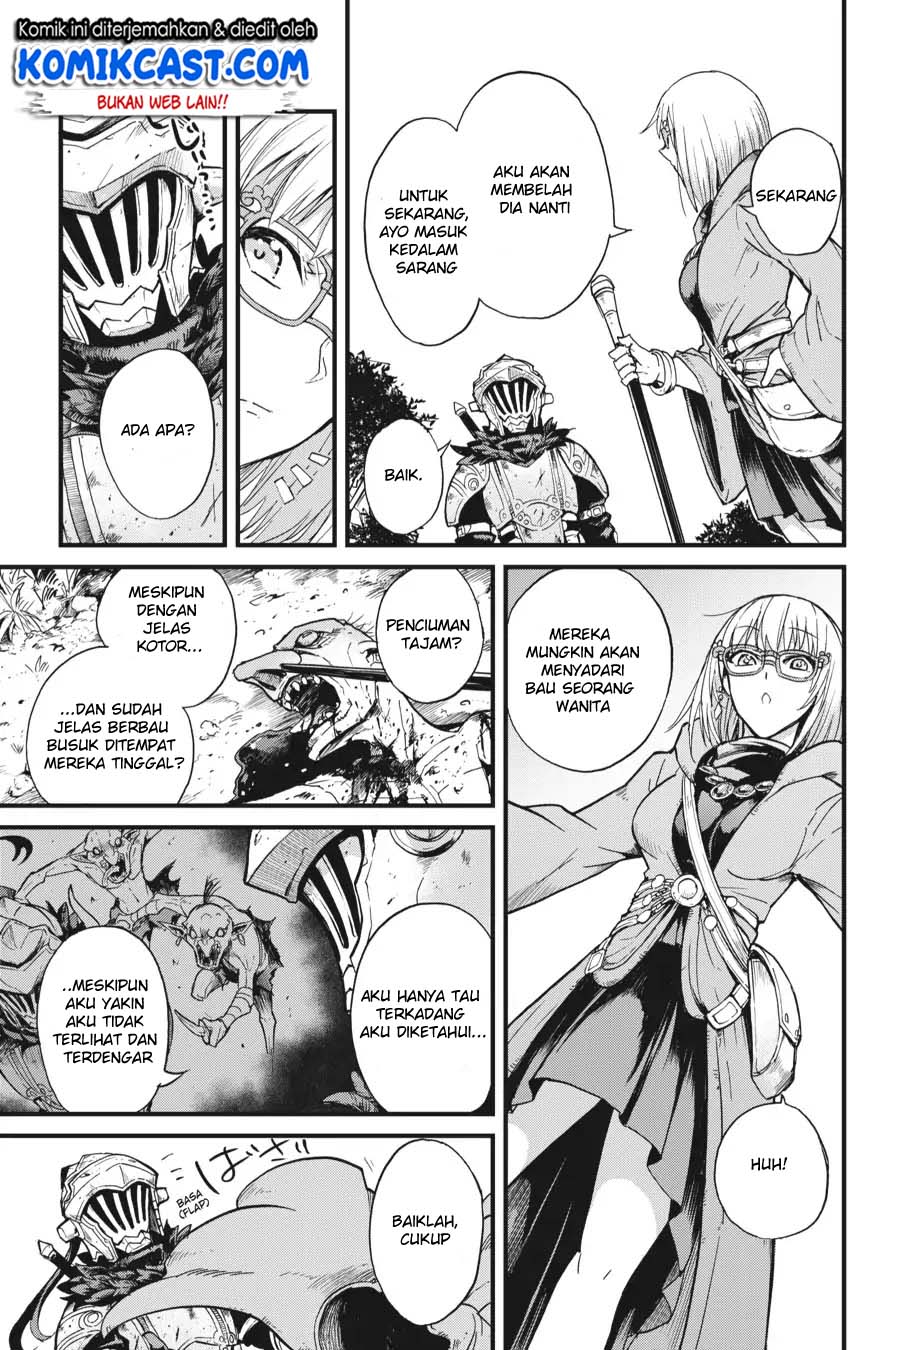 Komik ini diterjemahkan & diedit oleh
KOMIKCAST.COM
BUKAN WEB LAIN!!
SEKARANG
AKU AKAN
MEMBELAH
DIA NANTI
UNTUK
SEKARANG,
AYO MASUK
KEDALAM
SARANG
BAIK.
ADA APA?
MEREKA
MUNGKIN AKAN
MENYADARI
BAU SEORANG
WANITA
HUH!
PENCIUMAN
TAJAM?
MESKIPUN
DENGAN
JELAS
KOTOR...
...DAN SUDAH
JELAS BERBAU
BUSUK DITEMPAT
MEREKA TINGGAL?
AKU HANYA TAU
TERKADANG
AKU DIKETAHUI...
..MESKIPUN
AKU YAKIN
AKU TIDAK
TERLIHAT DAN
TERDENGAR
ばさっ
BASA
(FLAP)
BAIKLAH,
CUKUP